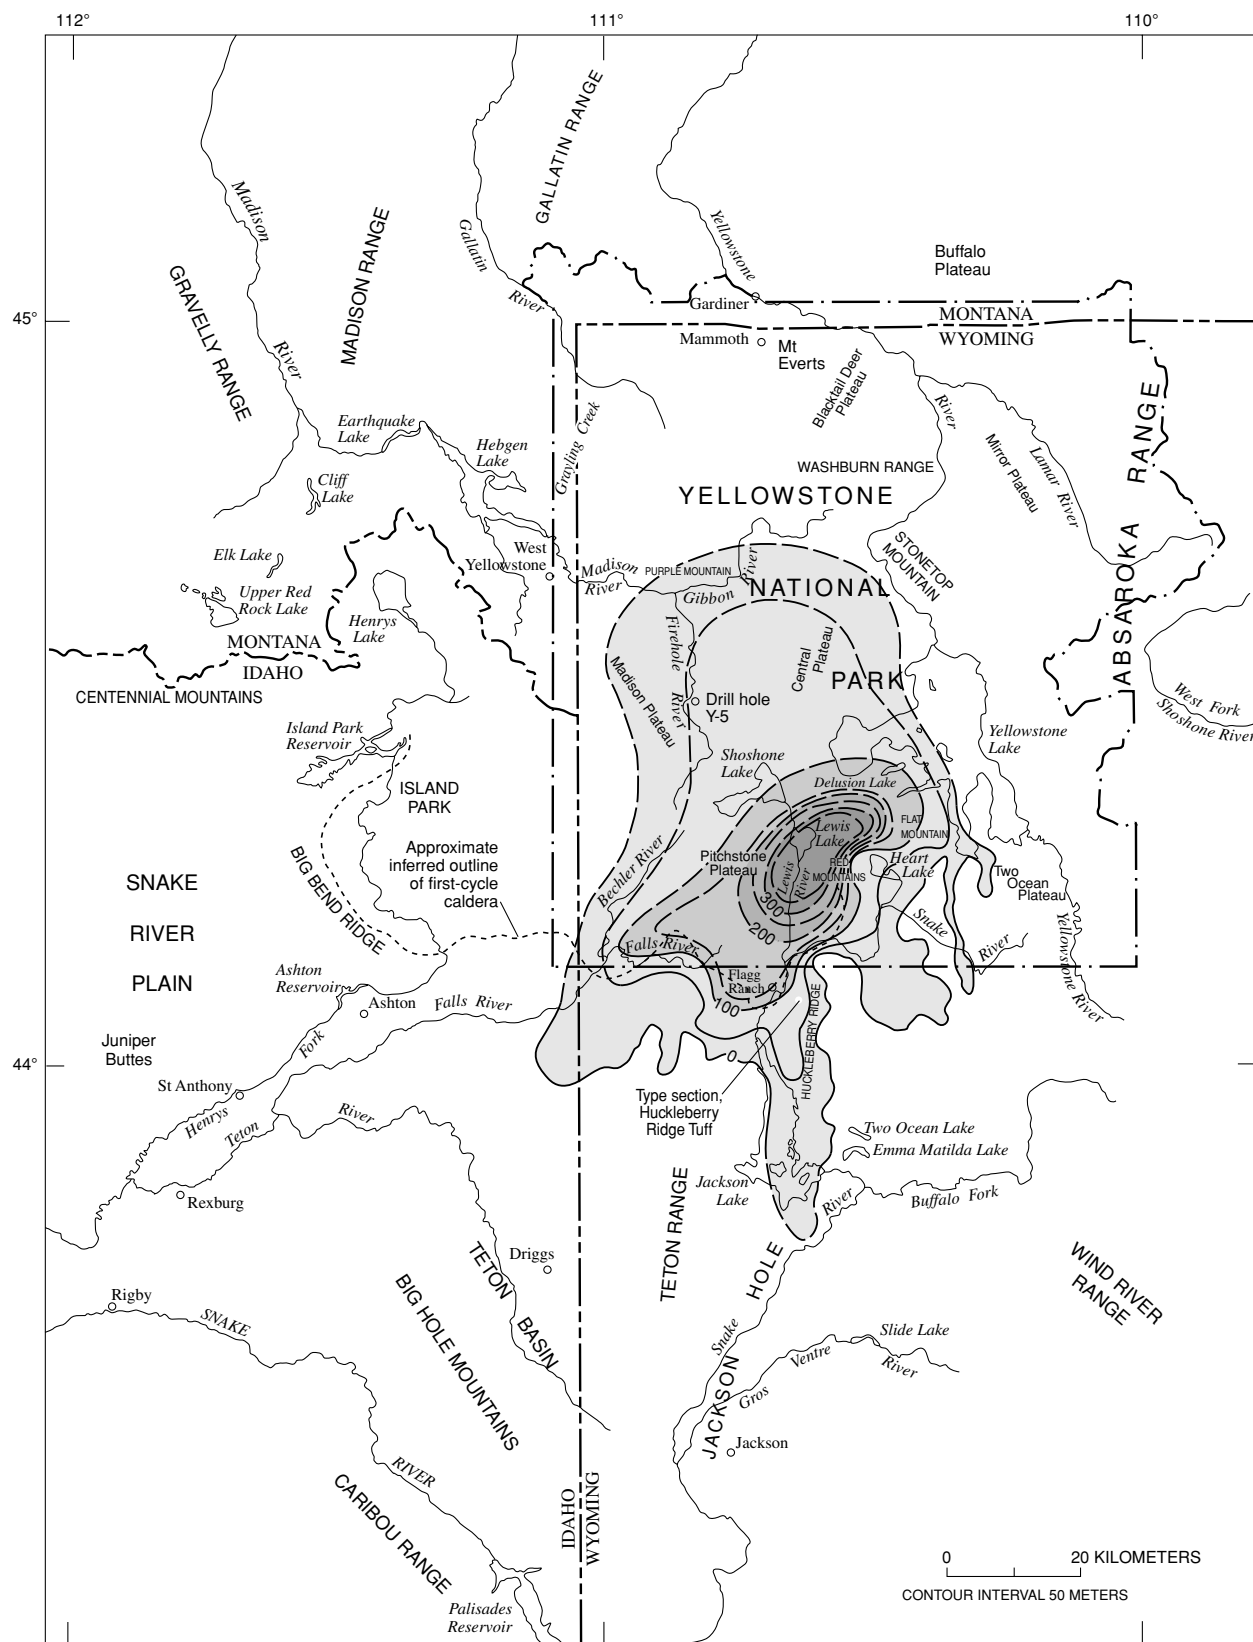 112°
111°
110°
GALLATIN RANGE
Madison
MADISON RANGE
Gallatin
Yellowstone
Buffalo
Plateau
GRAVELLY RANGE
River
Gardiner
45°
MONTANA
WYOMING
Mammoth
Mt
Everts
River
Blacktail Deer
Plateau
River
ABSAROKA RANGE
Earthquake
Lake
Grayling Creek
Hebgen
Lake
Mirror Plateau
Lamar River
WASHBURN RANGE
Cliff
Lake
YELLOWSTONE
West
Yellowstone
STONETOP
MOUNTAIN
Elk Lake
Madison
River
PURPLE MOUNTAIN
River
NATIONAL
Upper Red
Rock Lake
Gibbon
Henrys
Lake
Firehole
River
MONTANA
IDAHO
Central
Plateau
Madison Plateau
PARK
CENTENNIAL MOUNTAINS
Drill hole
Y-5
West Fork
Shoshone River
Island Park
Reservoir
Yellowstone
Lake
Shoshone
Lake
Delusion Lake
ISLAND
PARK
Lewis
Lake
FLAT
MOUNTAIN
Approximate
inferred outline
of first-cycle
caldera
BIG BEND RIDGE
Bechler River
Pitchstone
Plateau
RED
MOUNTAINS
Heart
Lake
Lewis
River
Two
Ocean
Plateau
SNAKE
RIVER
PLAIN
300
200
Snake
River
Yellowstone River
Falls River
Ashton
Reservoir
Flagg
Ranch
Ashton
Falls River
100
HUCKLEBERRY RIDGE
Juniper
Buttes
Fork
0
44°
St Anthony
Type section,
Huckleberry
Ridge Tuff
Henrys
Teton
River
Two Ocean Lake
Emma Matilda Lake
Rexburg
Jackson
Lake
River
Buffalo Fork
TETON RANGE
Driggs
TETON
BASIN
JACKSON
HOLE
WIND RIVER
RANGE
Rigby
SNAKE
BIG HOLE MOUNTAINS
Snake
Slide Lake
Ventre
River
Gros
Jackson
RIVER
CARIBOU RANGE
IDAHO
WYOMING
0
20 KILOMETERS
CONTOUR INTERVAL 50 METERS
Palisades
Reservoir
River